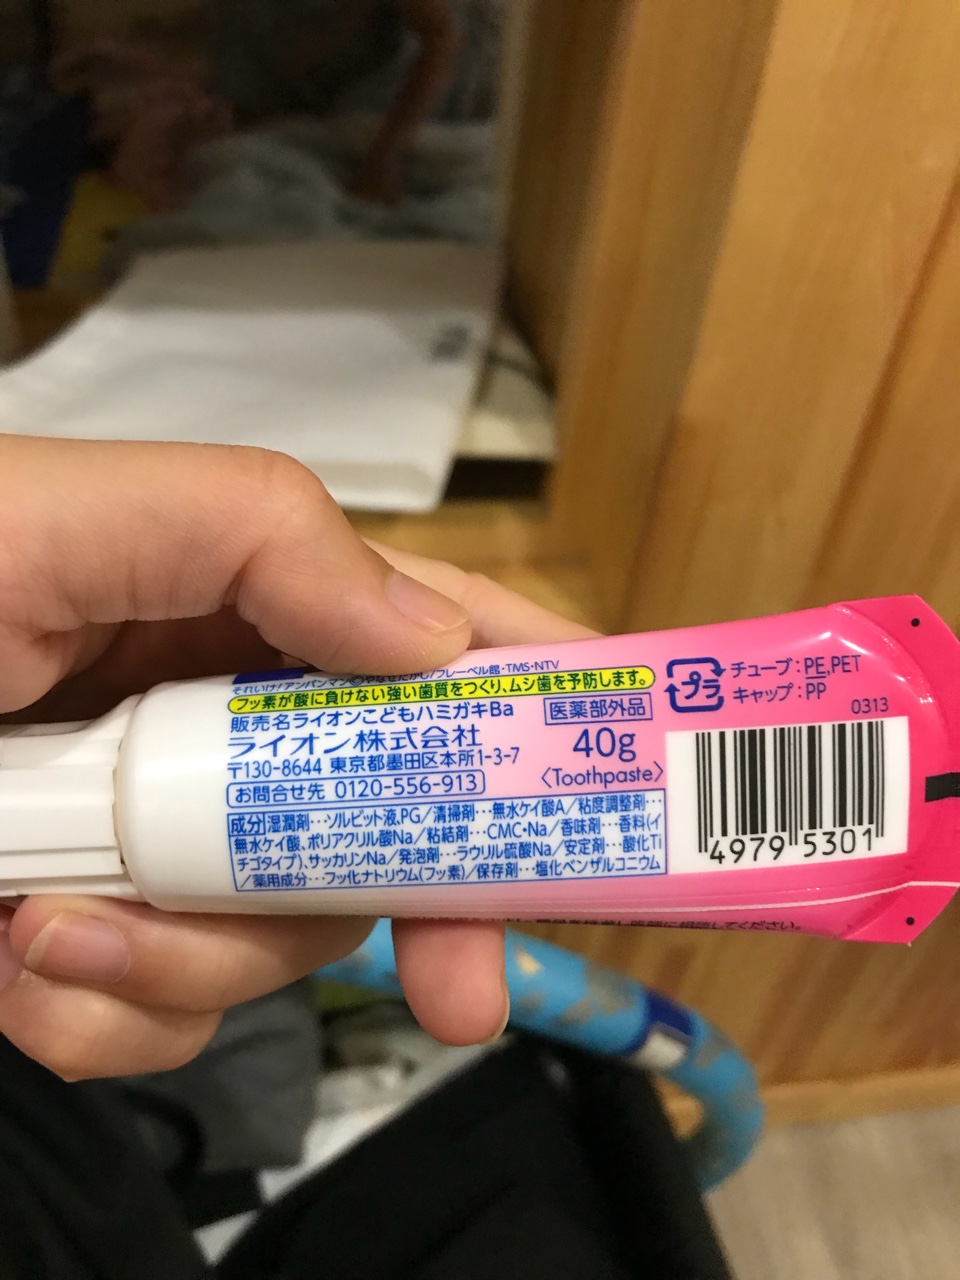 それいけ!アンパンマン©やなせたかし/フレーベル館・TMS・NTV
フッ素が酸に負けない強い歯質をつくり、ムシ歯を予防します。
販売名ライオンこどもハミガキBa
医薬部外品
ライオン株式会社
40g
〒130-8644 東京都墨田区本所1-3-7
〈Toothpaste〉
お問合せ先 0120-556-913
成分 湿潤剤…ソルビット液、PG/清掃剤…無水ケイ酸A/粘度調整剤…
無水ケイ酸、ポリアクリル酸Na/粘結剤…CMC・Na/香味剤…香料(イ
チゴタイプ)、サッカリンNa/発泡剤…ラウリル硫酸Na/安定剤…酸化Ti
/薬用成分…フッ化ナトリウム(フッ素)/保存剤…塩化ベンザルコニウム
プラ
チューブ:PE,PET
キャップ:PP
0313
4979 5301
に相談してください。